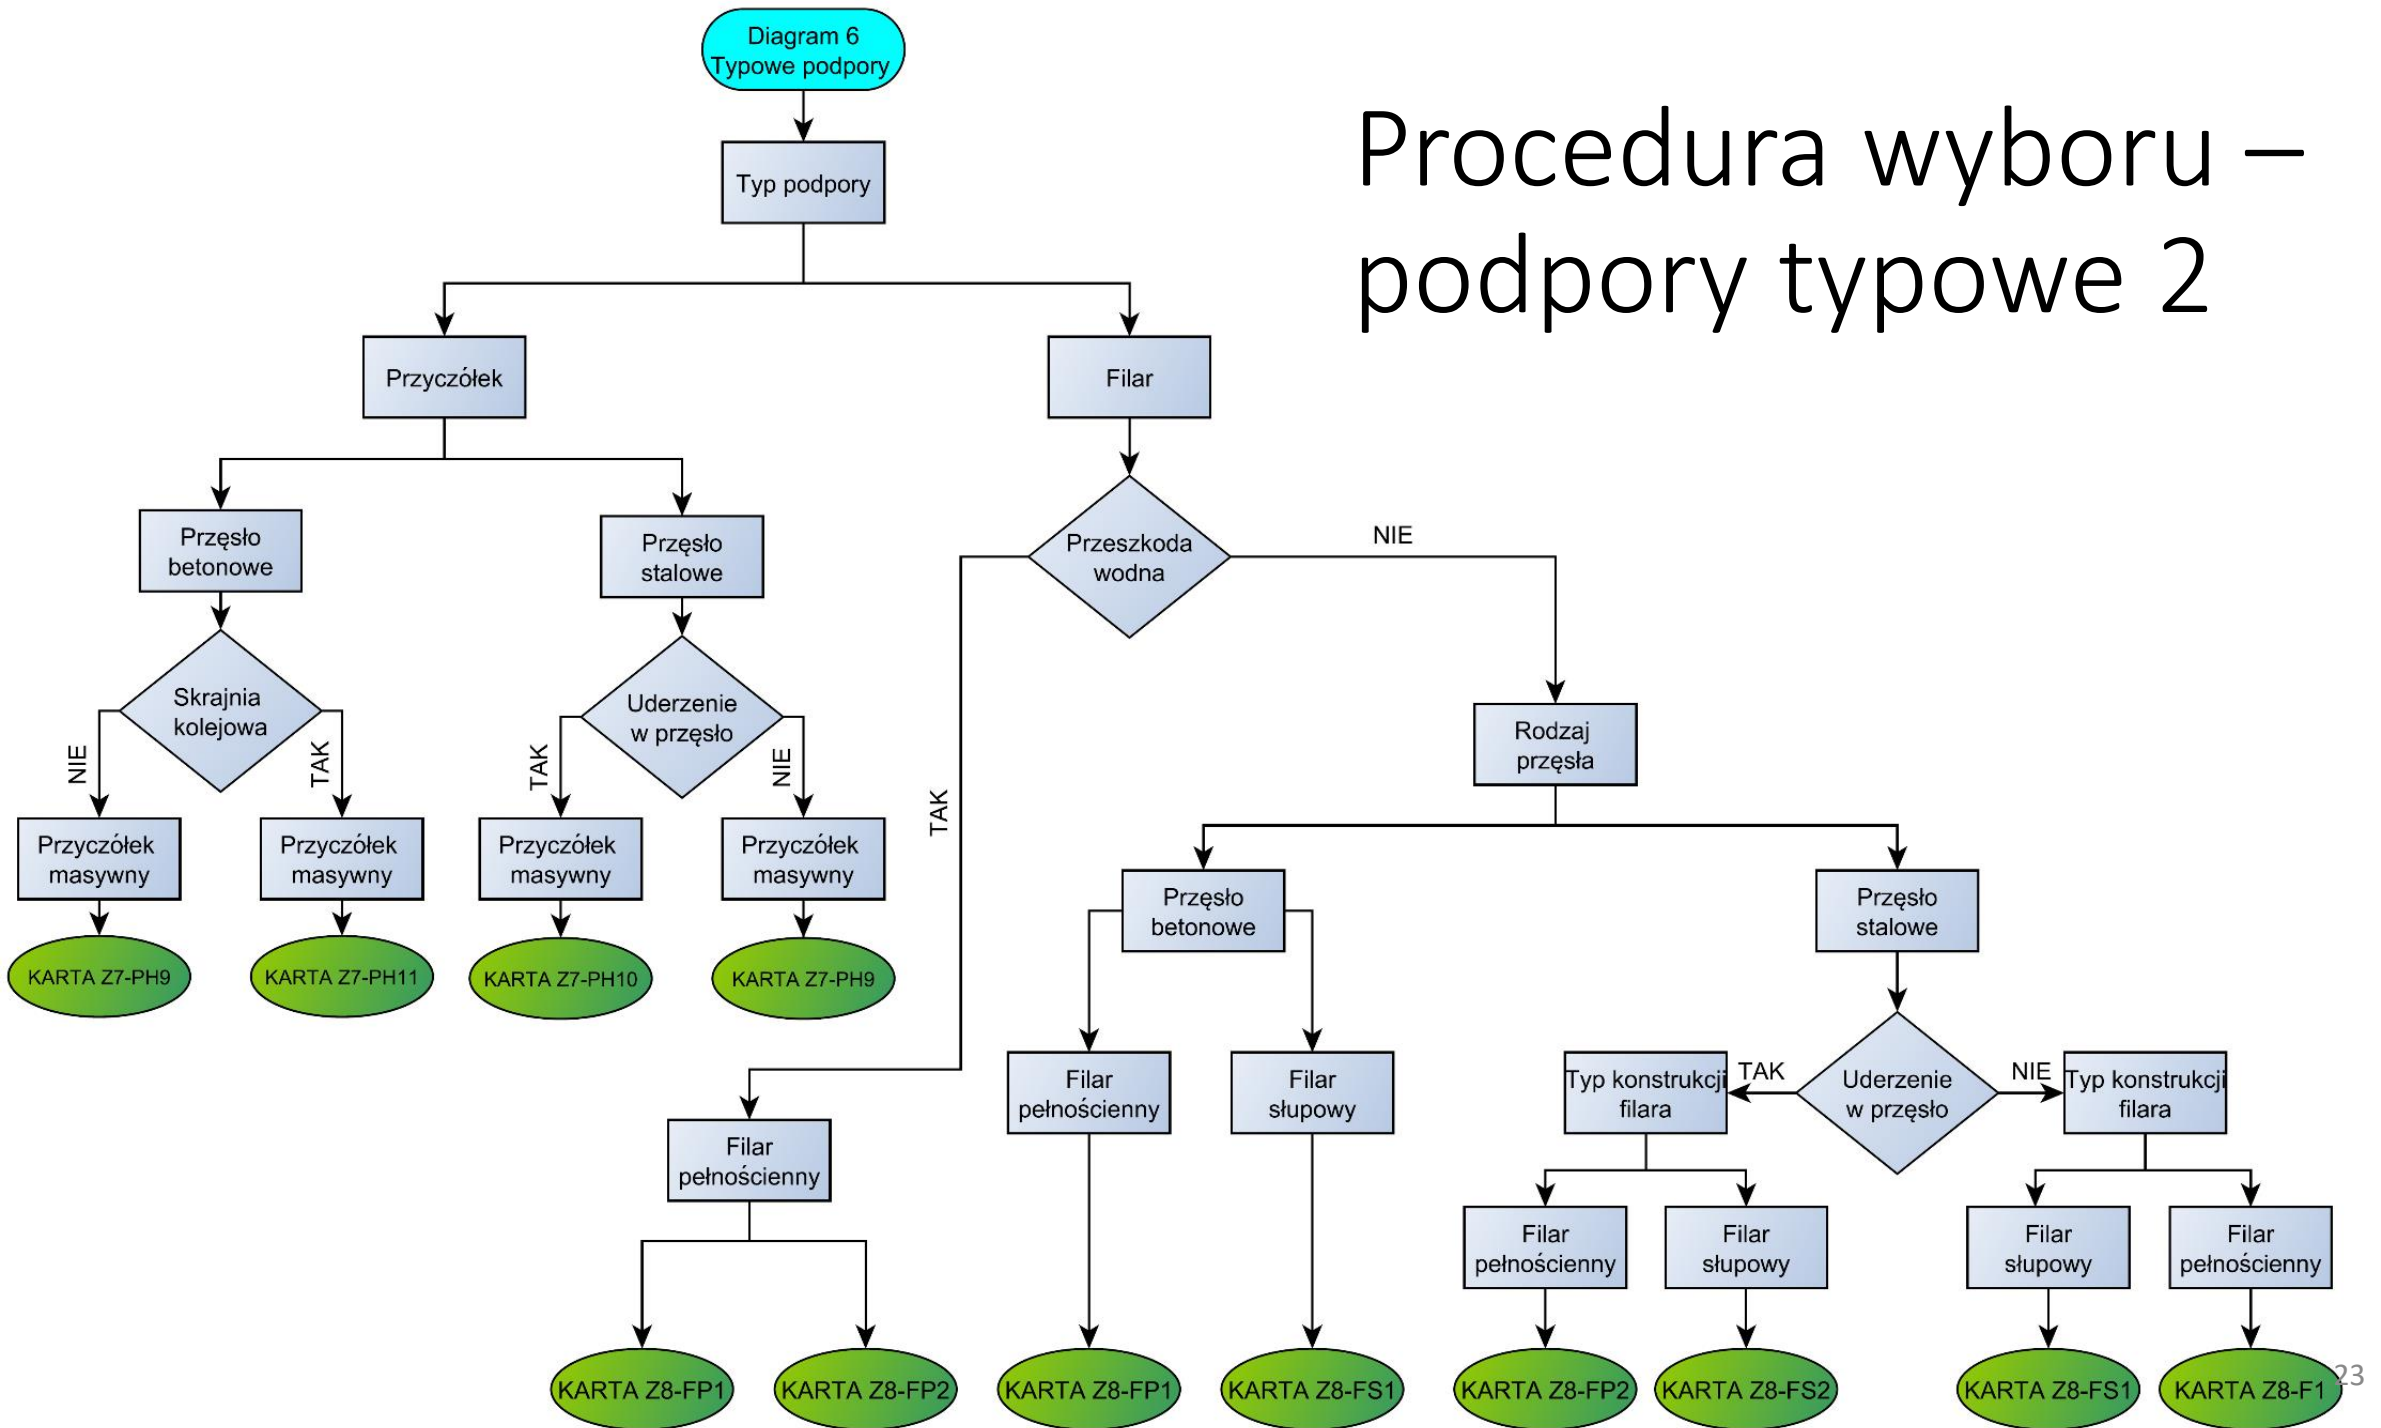 Diagram 6
Typowe podpory
Procedura wyboru –
podpory typowe 2
Typ podpory
Przyczółek
Filar
Przęsło
betonowe
Przęsło
stalowe
Przeszkoda
wodna
NIE
TAK
Skrajnia
kolejowa
NIE
TAK
Uderzenie
w przęsło
TAK
NIE
Rodzaj
przęsła
Przyczółek
masywny
Przyczółek
masywny
Przyczółek
masywny
Przyczółek
masywny
KARTA Z7-PH9
KARTA Z7-PH11
KARTA Z7-PH10
KARTA Z7-PH9
Przęsło
betonowe
Przęsło
stalowe
Filar
pełnościenny
Filar
pełnościenny
Filar
słupowy
Typ konstrukcji
filara
TAK
Uderzenie
w przęsło
NIE
Typ konstrukcji
filara
Filar
pełnościenny
Filar
słupowy
Filar
słupowy
Filar
pełnościenny
KARTA Z8-FP1
KARTA Z8-FP2
KARTA Z8-FP1
KARTA Z8-FS1
KARTA Z8-FP2
KARTA Z8-FS2
KARTA Z8-FS1
KARTA Z8-F1
23